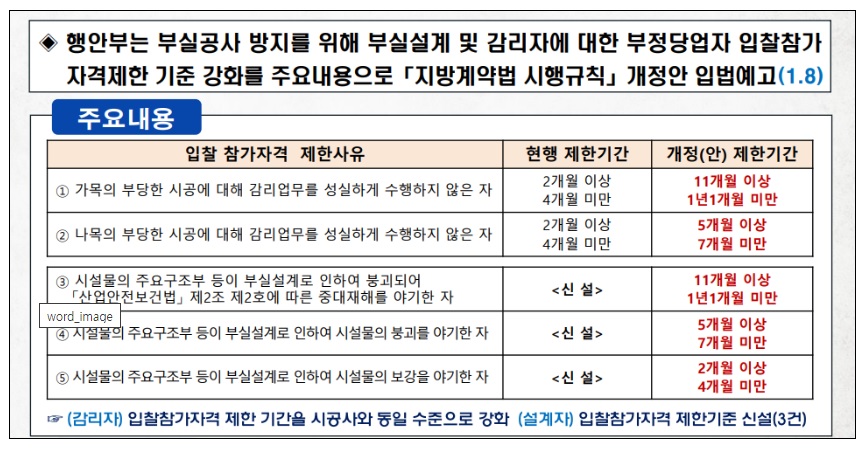 ◈ 행안부는 부실공사 방지를 위해 부실설계 및 감리자에 대한 부정당업자 입찰참가
자격제한 기준 강화를 주요내용으로 「지방계약법 시행규칙」 개정안 입법예고(1.8)
주요내용
입찰 참가자격 제한사유 현행 제한기간 개정(안) 제한기간
① 가목의 부당한 시공에 대해 감리업무를 성실하게 수행하지 않은 자
2개월 이상
4개월 미만
11개월 이상
1년1개월 미만
② 나목의 부당한 시공에 대해 감리업무를 성실하게 수행하지 않은 자
2개월 이상
4개월 미만
5개월 이상
7개월 미만
③ 시설물의 주요구조부 등이 부실설계로 인하여 붕괴되어
「산업안전보건법」 제2조 제2호에 따른 중대재해를 야기한 자
<신 설>
11개월 이상
1년1개월 미만
word_image
④ 시설물의 주요구조부 등이 부실설계로 인하여 시설물의 붕괴를 야기한 자
<신 설>
5개월 이상
7개월 미만
⑤ 시설물의 주요구조부 등이 부실설계로 인하여 시설물의 보강을 야기한 자
<신 설>
2개월 이상
4개월 미만
☞ (감리자) 입찰참가자격 제한 기간을 시공사와 동일 수준으로 강화 (설계자) 입찰참가자격 제한기준 신설(3건)